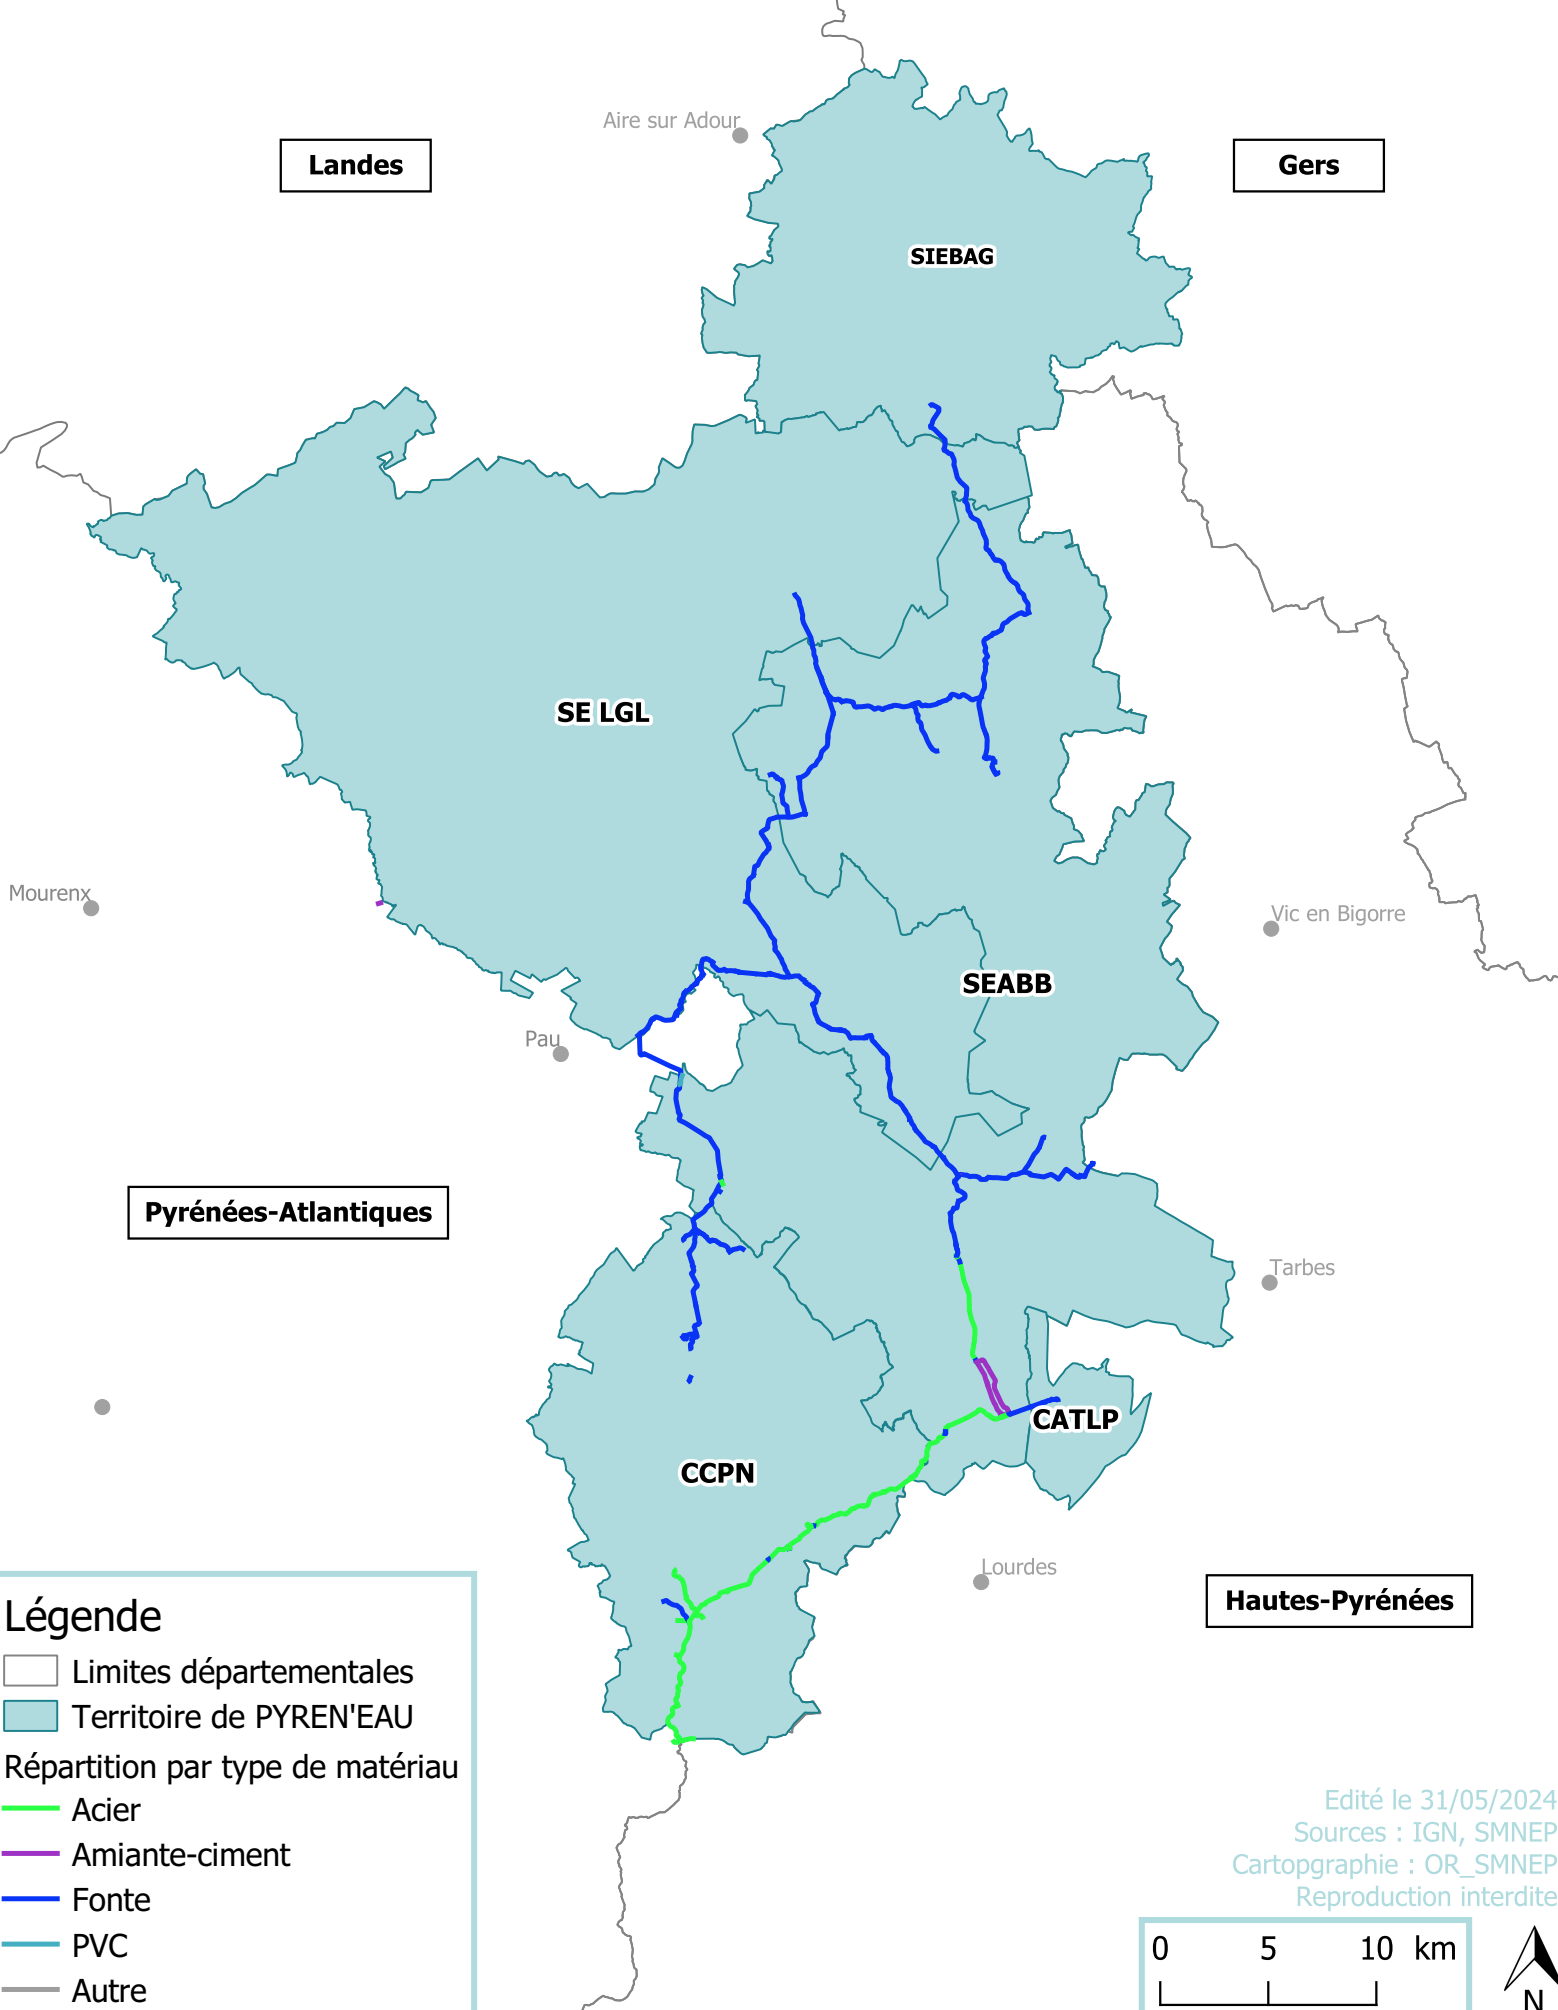 Aire sur Adour
Landes
Gers
SIEBAG
SE LGL
Mourenx
Vic en Bigorre
SEABB
Pau
Pyrénées-Atlantiques
Tarbes
CATLP
CCPN
Lourdes
Hautes-Pyrénées
Légende
Limites départementales
Territoire de PYREN'EAU
Répartition par type de matériau
Acier
Amiante-ciment
Fonte
PVC
Autre
Edité le 31/05/2024
Sources : IGN, SMNEP
Cartopgraphie : OR_SMNEP
Reproduction interdite
0 5 10 km
N